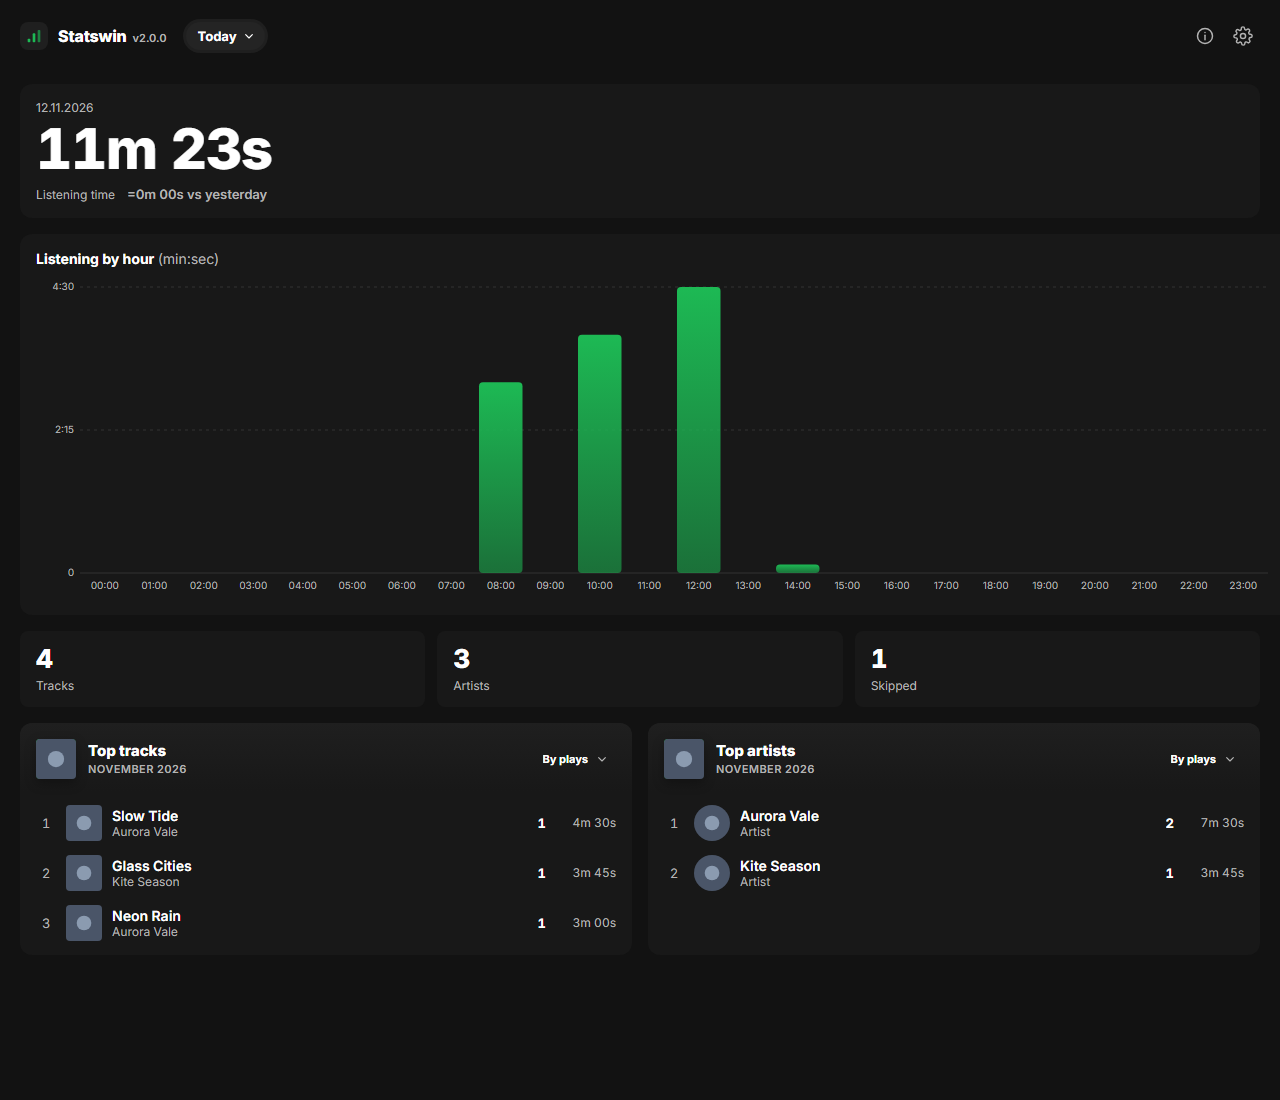 Statswin v2.0.0 Today
12.11.2026
11m 23s
Listening time =0m 00s vs yesterday
Listening by hour (min:sec)
4:30
2:15
0
00:00 01:00 02:00 03:00 04:00 05:00 06:00 07:00 08:00 09:00 10:00 11:00 12:00 13:00 14:00 15:00 16:00 17:00 18:00 19:00 20:00 21:00 22:00 23:00
4
Tracks
3
Artists
1
Skipped
Top tracks
NOVEMBER 2026
By plays
1 Slow Tide 1 4m 30s
Aurora Vale
2 Glass Cities 1 3m 45s
Kite Season
3 Neon Rain 1 3m 00s
Aurora Vale
Top artists
NOVEMBER 2026
By plays
1 Aurora Vale 2 7m 30s
Artist
2 Kite Season 1 3m 45s
Artist